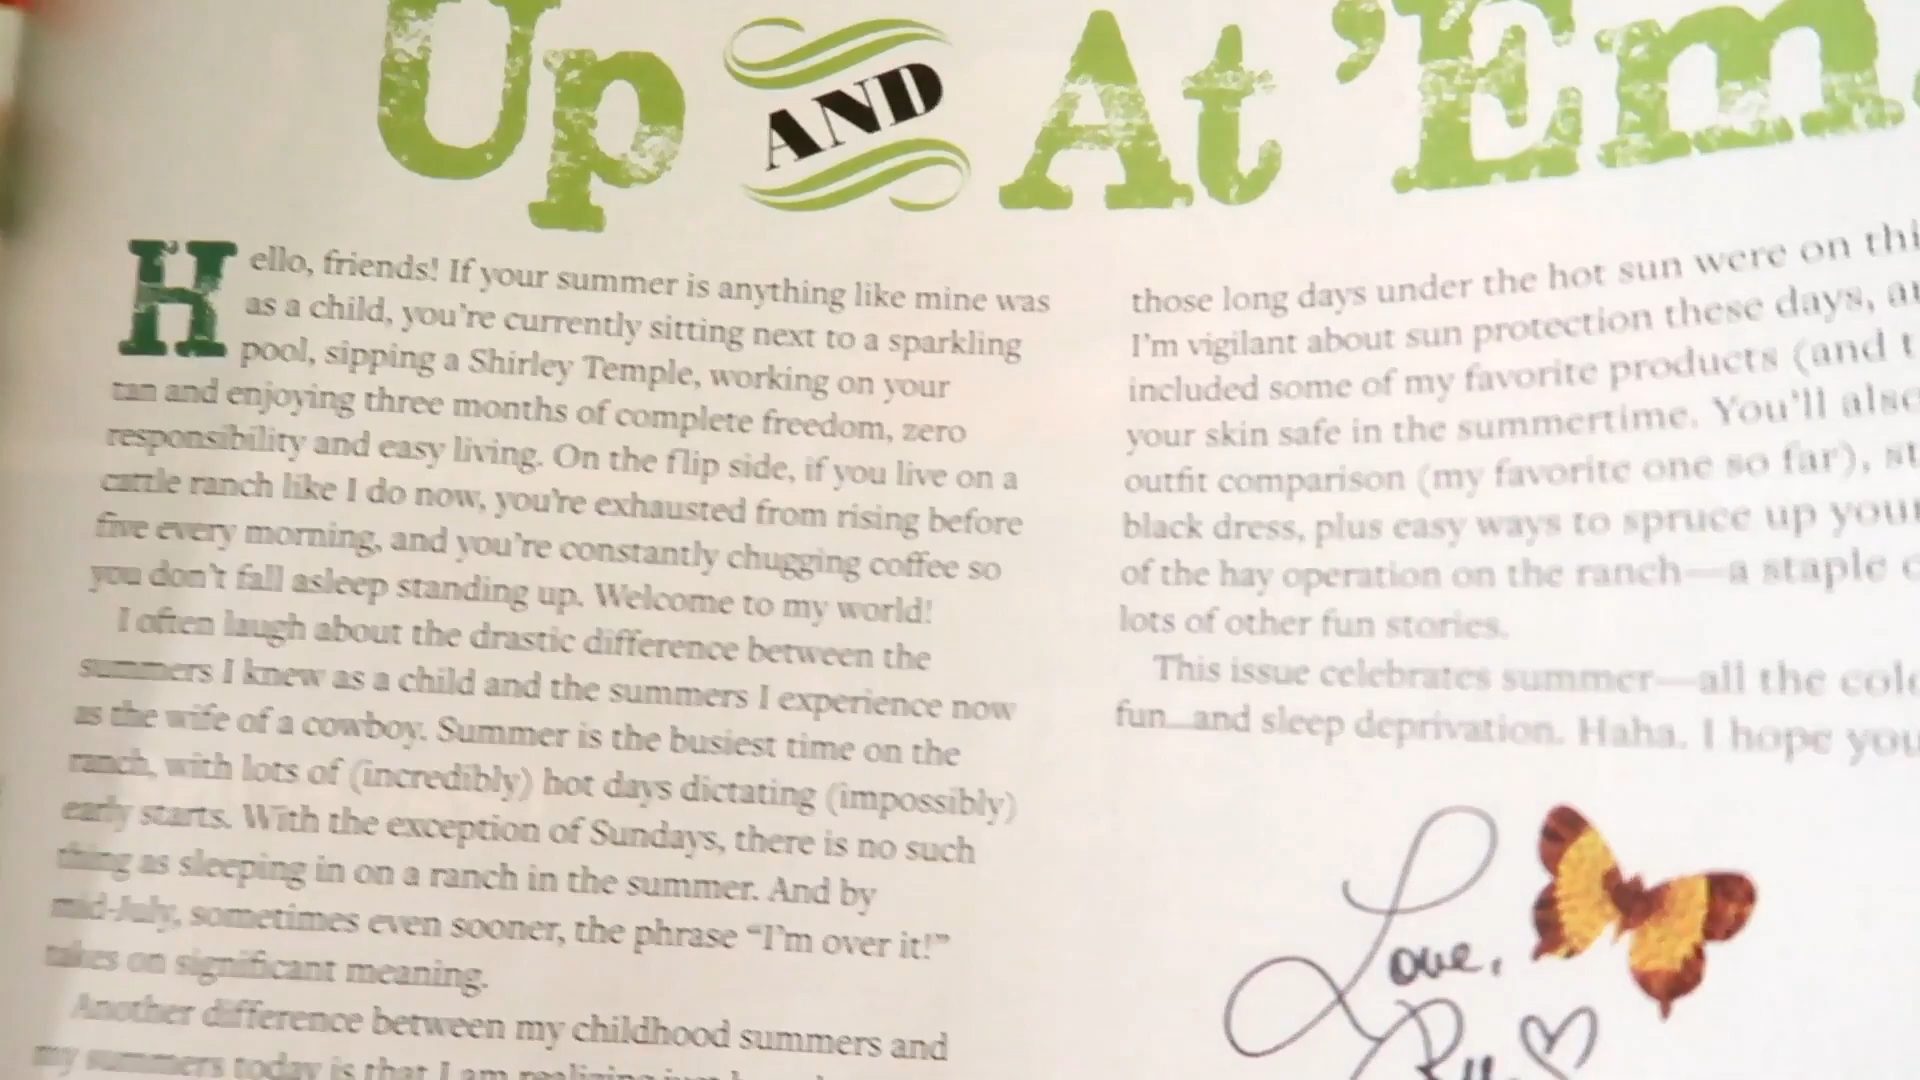 Up AND At 'Em
Hello, friends! If your summer is anything like mine was
as a child, you're currently sitting next to a sparkling
pool, sipping a Shirley Temple, working on your
tan and enjoying three months of complete freedom, zero
responsibility and easy living. On the flip side, if you live on a
cattle ranch like I do now, you're exhausted from rising before
five every morning, and you're constantly chugging coffee so
you don't fall asleep standing up. Welcome to my world!
I often laugh about the drastic difference between the
summers I knew as a child and the summers I experience now
as the wife of a cowboy. Summer is the busiest time on the
ranch, with lots of (incredibly) hot days dictating (impossibly)
early starts. With the exception of Sundays, there is no such
thing as sleeping in on a ranch in the summer. And by
mid-July, sometimes even sooner, the phrase “I'm over it!”
takes on significant meaning.
Another difference between my childhood summers and
my summers today is that I am realizing just
those long days under the hot sun were on
I'm vigilant about sun protection these days,
included some of my favorite products (and
your skin safe in the summertime. You'll
outfit comparison (my favorite one so far),
black dress, plus easy ways to spruce up
of the hay operation on the ranch—a staple
lots of other fun stories.
This issue celebrates summer—all the
fun...and sleep deprivation. Haha. I hope
Love,